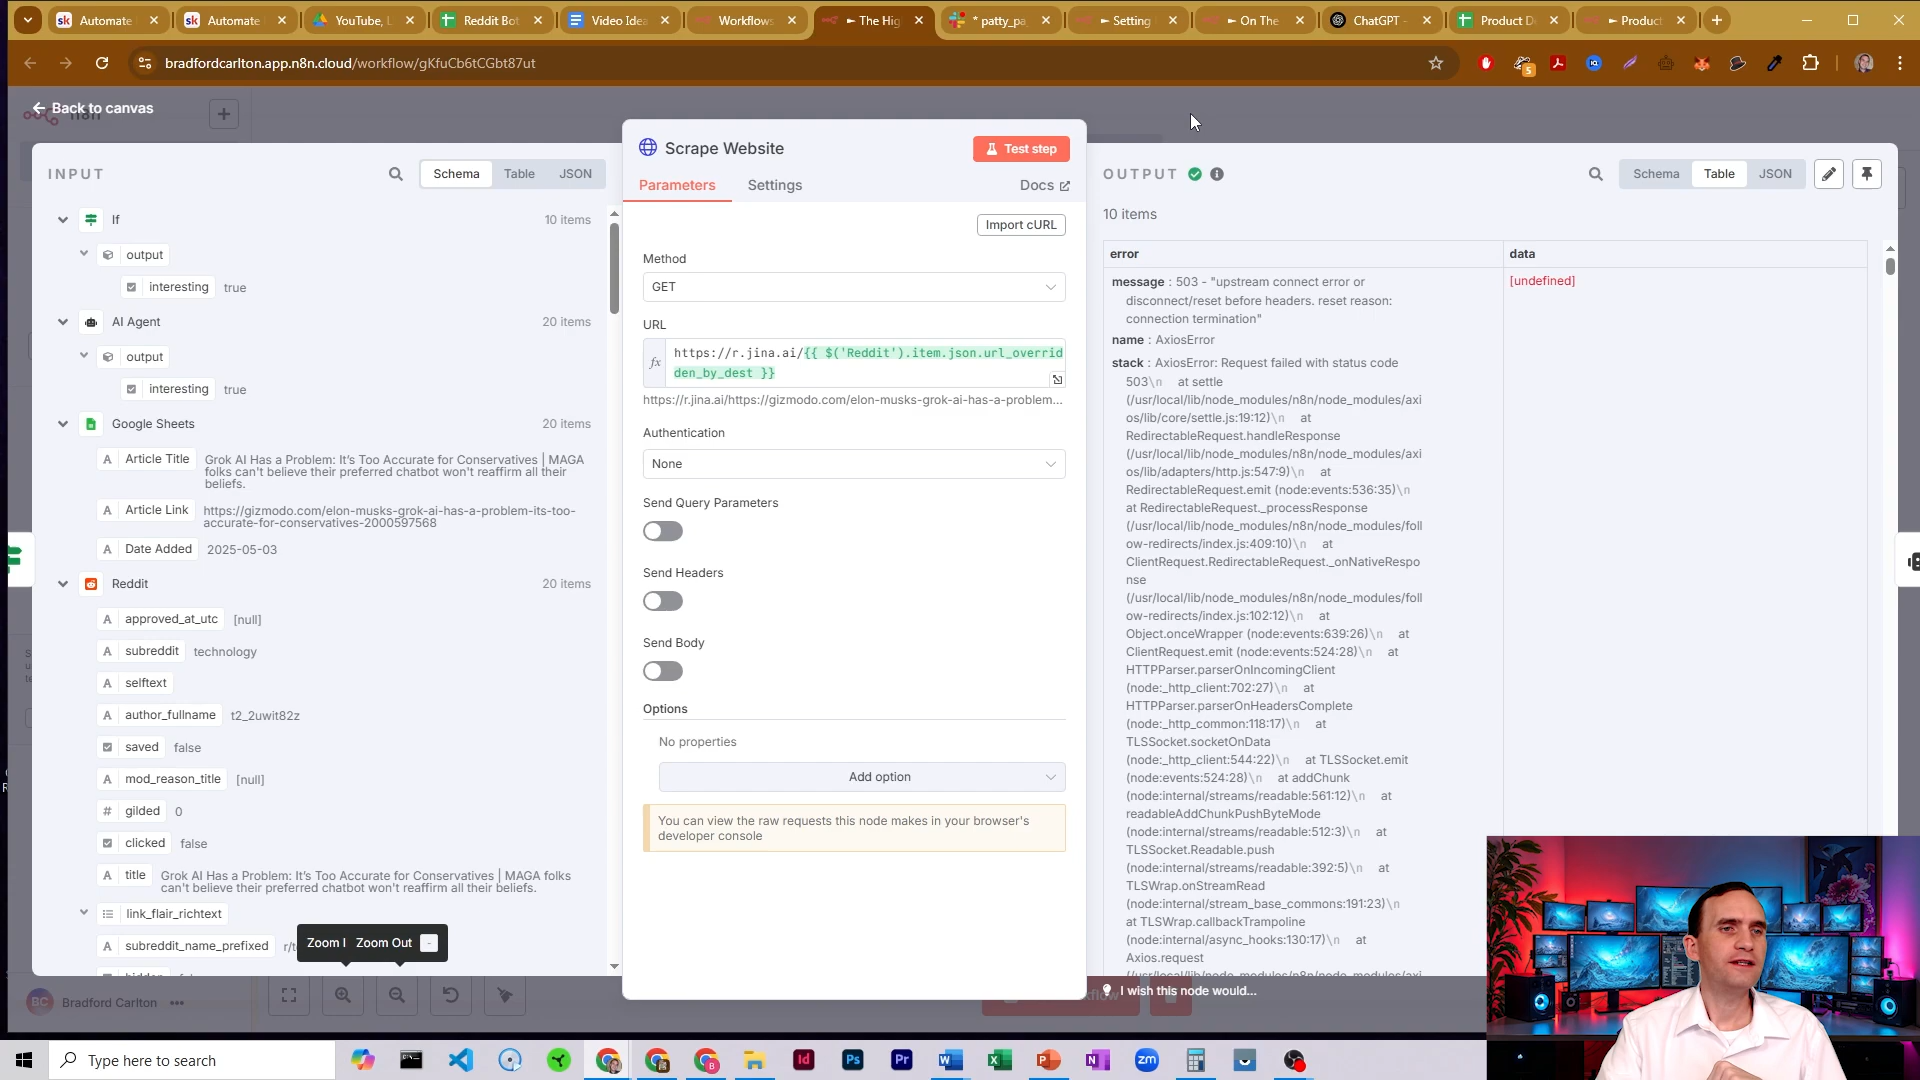 Automate
Automate
YouTube, L
Reddit Bot
Video Idea
Workflows
► The Hig
* patty_pa
► Setting
► On The
ChatGPT -
Product D
► Product
bradfordcarlton.app.n8n.cloud/workflow/gKfuCb6tCGbt87ut
Back to canvas
INPUT
Schema
Table
JSON
If
10 items
output
interesting
true
AI Agent
20 items
output
interesting
true
Google Sheets
20 items
Article Title
Grok AI Has a Problem: It's Too Accurate for Conservatives | MAGA
folks can't believe their preferred chatbot won't reaffirm all their
beliefs.
Article Link
https://gizmodo.com/elon-musks-grok-ai-has-a-problem-its-too-
accurate-for-conservatives-2000597568
Date Added
2025-05-03
Reddit
20 items
approved_at_utc
[null]
subreddit
technology
selftext
author_fullname
t2_2uwit82z
saved
false
mod_reason_title
[null]
gilded
0
clicked
false
title
Grok AI Has a Problem: It's Too Accurate for Conservatives | MAGA folks
can't believe their preferred chatbot won't reaffirm all their beliefs.
link_flair_richtext
subreddit_name_prefixed
Zoom I
Zoom Out
-
Bradford Carlton
Scrape Website
Test step
Parameters
Settings
Docs
Import cURL
Method
GET
URL
fx
https://r.jina.ai/{{ $('Reddit').item.json.url_overrid
den_by_dest }}
https://r.jina.ai/https://gizmodo.com/elon-musks-grok-ai-has-a-problem...
Authentication
None
Send Query Parameters
Send Headers
Send Body
Options
No properties
Add option
You can view the raw requests this node makes in your browser's
developer console
OUTPUT
Schema
Table
JSON
10 items
error
data
message : 503 - "upstream connect error or
disconnect/reset before headers. reset reason:
connection termination"
[undefined]
name : AxiosError
stack : AxiosError: Request failed with status code
503\n at settle
(/usr/local/lib/node_modules/n8n/node_modules/axi
os/lib/core/settle.js:19:12)\n at
RedirectableRequest.handleResponse
(/usr/local/lib/node_modules/n8n/node_modules/axi
os/lib/adapters/http.js:547:9)\n at
RedirectableRequest.emit (node:events:536:35)\n
at RedirectableRequest._processResponse
(/usr/local/lib/node_modules/n8n/node_modules/foll
ow-redirects/index.js:409:10)\n at
ClientRequest.RedirectableRequest._onNativeRespo
nse
(/usr/local/lib/node_modules/n8n/node_modules/foll
ow-redirects/index.js:102:12)\n at
Object.onceWrapper (node:events:639:26)\n at
ClientRequest.emit (node:events:524:28)\n at
HTTPParser.parserOnIncomingClient
(node:_http_client:702:27)\n at
HTTPParser.parserOnHeadersComplete
(node:_http_common:118:17)\n at
TLSSocket.socketOnData
(node:_http_client:544:22)\n at TLSSocket.emit
(node:events:524:28)\n at addChunk
(node:internal/streams/readable:561:12)\n at
readableAddChunkPushByteMode
(node:internal/streams/readable:512:3)\n at
TLSSocket.Readable.push
(node:internal/streams/readable:392:5)\n at
TLSWrap.onStreamRead
(node:internal/stream_base_commons:191:23)\n
at TLSWrap.callbackTrampoline
(node:internal/async_hooks:130:17)\n at
Axios.request
I wish this node would...
Type here to search